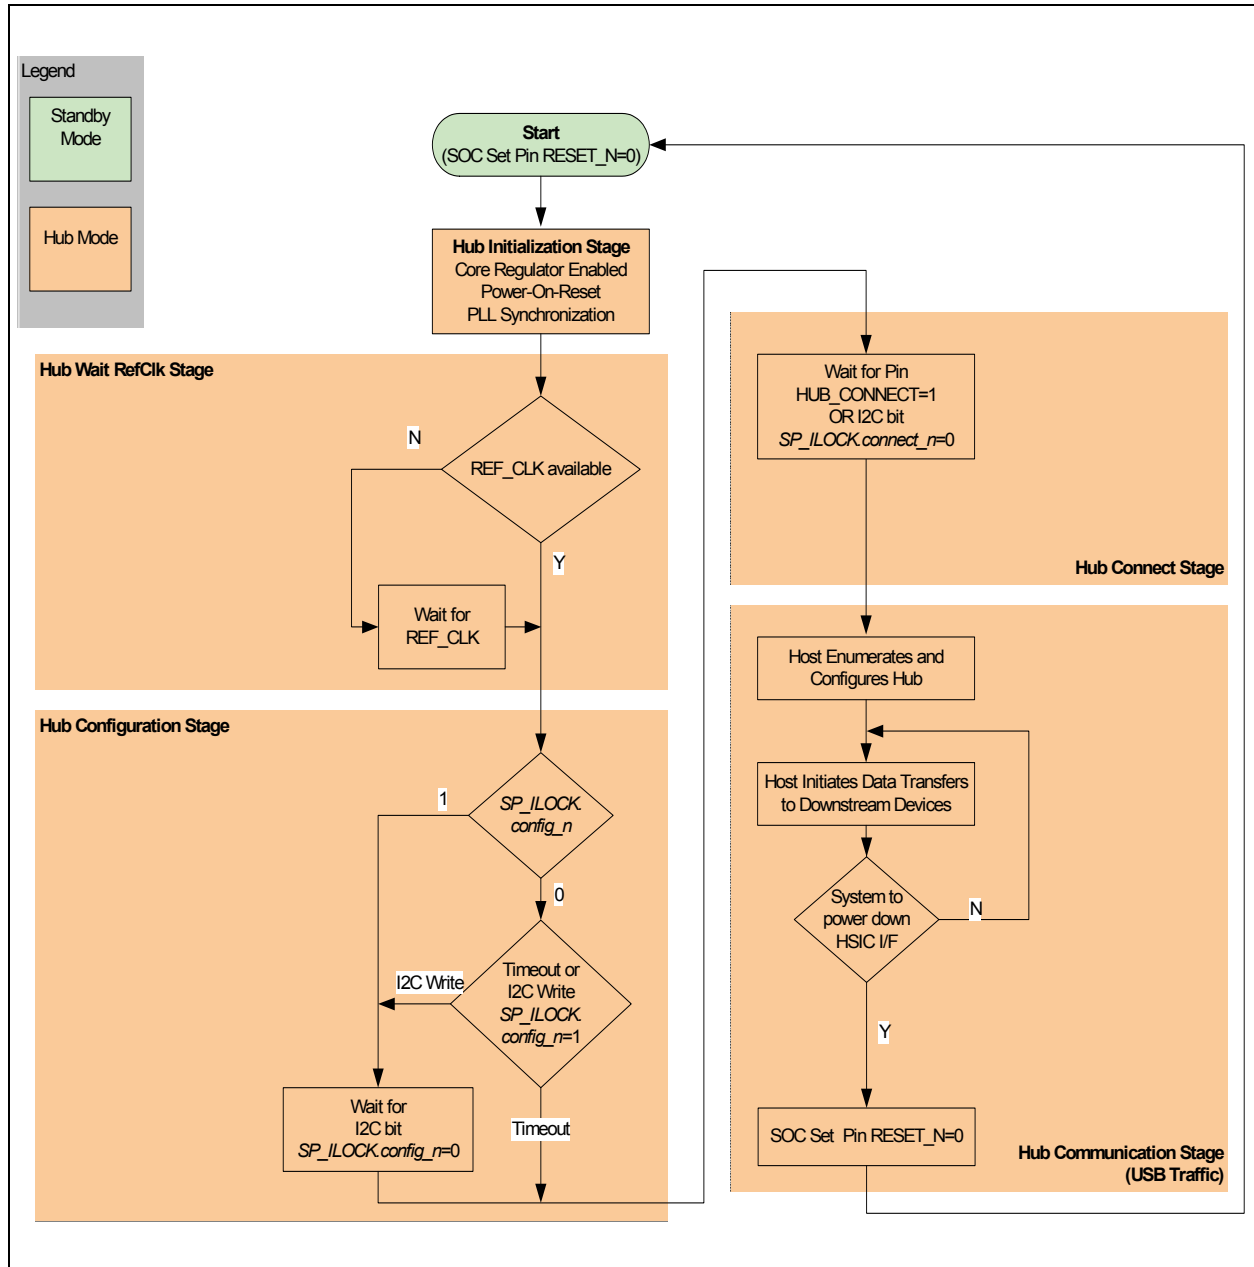 Legend
Standby
Mode
Hub Mode
Start
(SOC Set Pin RESET_N=0)
Hub Initialization Stage
Core Regulator Enabled
Power-On-Reset
PLL Synchronization
Hub Wait RefClk Stage
N
REF_CLK available
Y
Wait for
REF_CLK
Hub Configuration Stage
1
SP_ILOCK.
config_n
0
I2C Write
Timeout or
I2C Write
SP_ILOCK.
config_n=1
Wait for
I2C bit
SP_ILOCK.config_n=0
Timeout
Wait for Pin
HUB_CONNECT=1
OR I2C bit
SP_ILOCK.connect_n=0
Hub Connect Stage
Host Enumerates and
Configures Hub
Host Initiates Data Transfers
to Downstream Devices
System to
power down
HSIC I/F
N
Y
SOC Set Pin RESET_N=0
Hub Communication Stage
(USB Traffic)